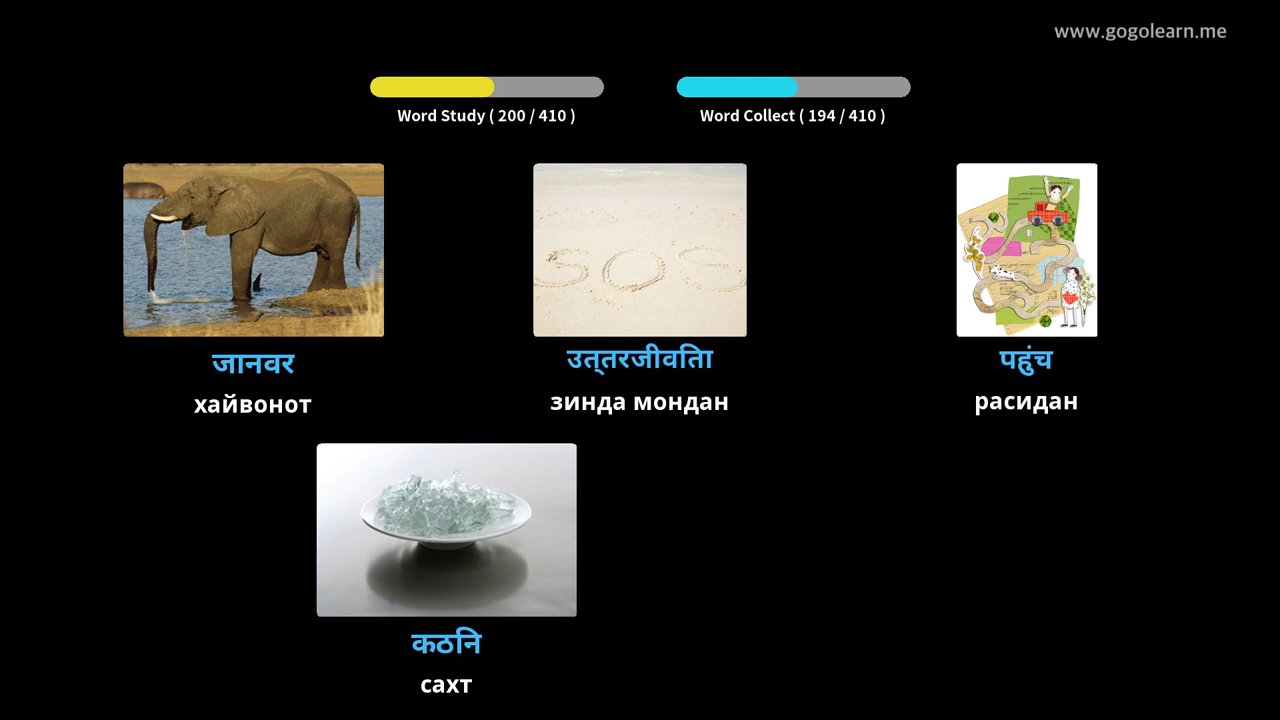 www.gogolearn.me
Word Study ( 200 / 410 )
Word Collect ( 194 / 410 )
जानवर
хайвонот
उत्तरजीवतिा
зинда мондан
पहुंच
расидан
कठनि
сахт